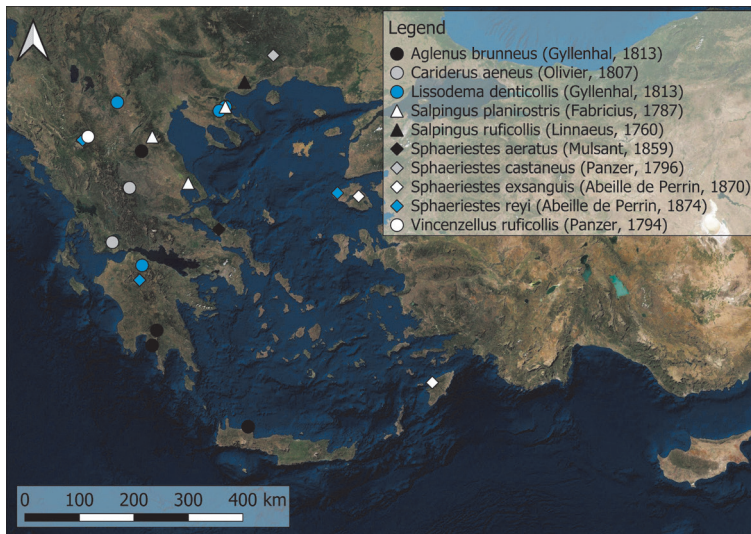 Legend
Aglenus brunneus (Gyllenhal, 1813)
Cariderus aeneus (Olivier, 1807)
Lissodema denticollis (Gyllenhal, 1813)
Salpingus planirostris (Fabricius, 1787)
Salpingus ruficollis (Linnaeus, 1760)
Sphaeriestes aeratus (Mulsant, 1859)
Sphaeriestes castaneus (Panzer, 1796)
Sphaeriestes exsanguis (Abeille de Perrin, 1870)
Sphaeriestes reyi (Abeille de Perrin, 1874)
Vincenzellus ruficollis (Panzer, 1794)
0 100 200 300 400 km